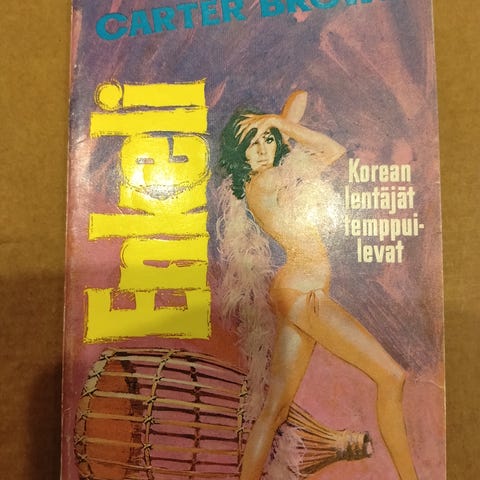 CARTER BROWN
Enkeli
Korean
lentäjät
temppui-
levat